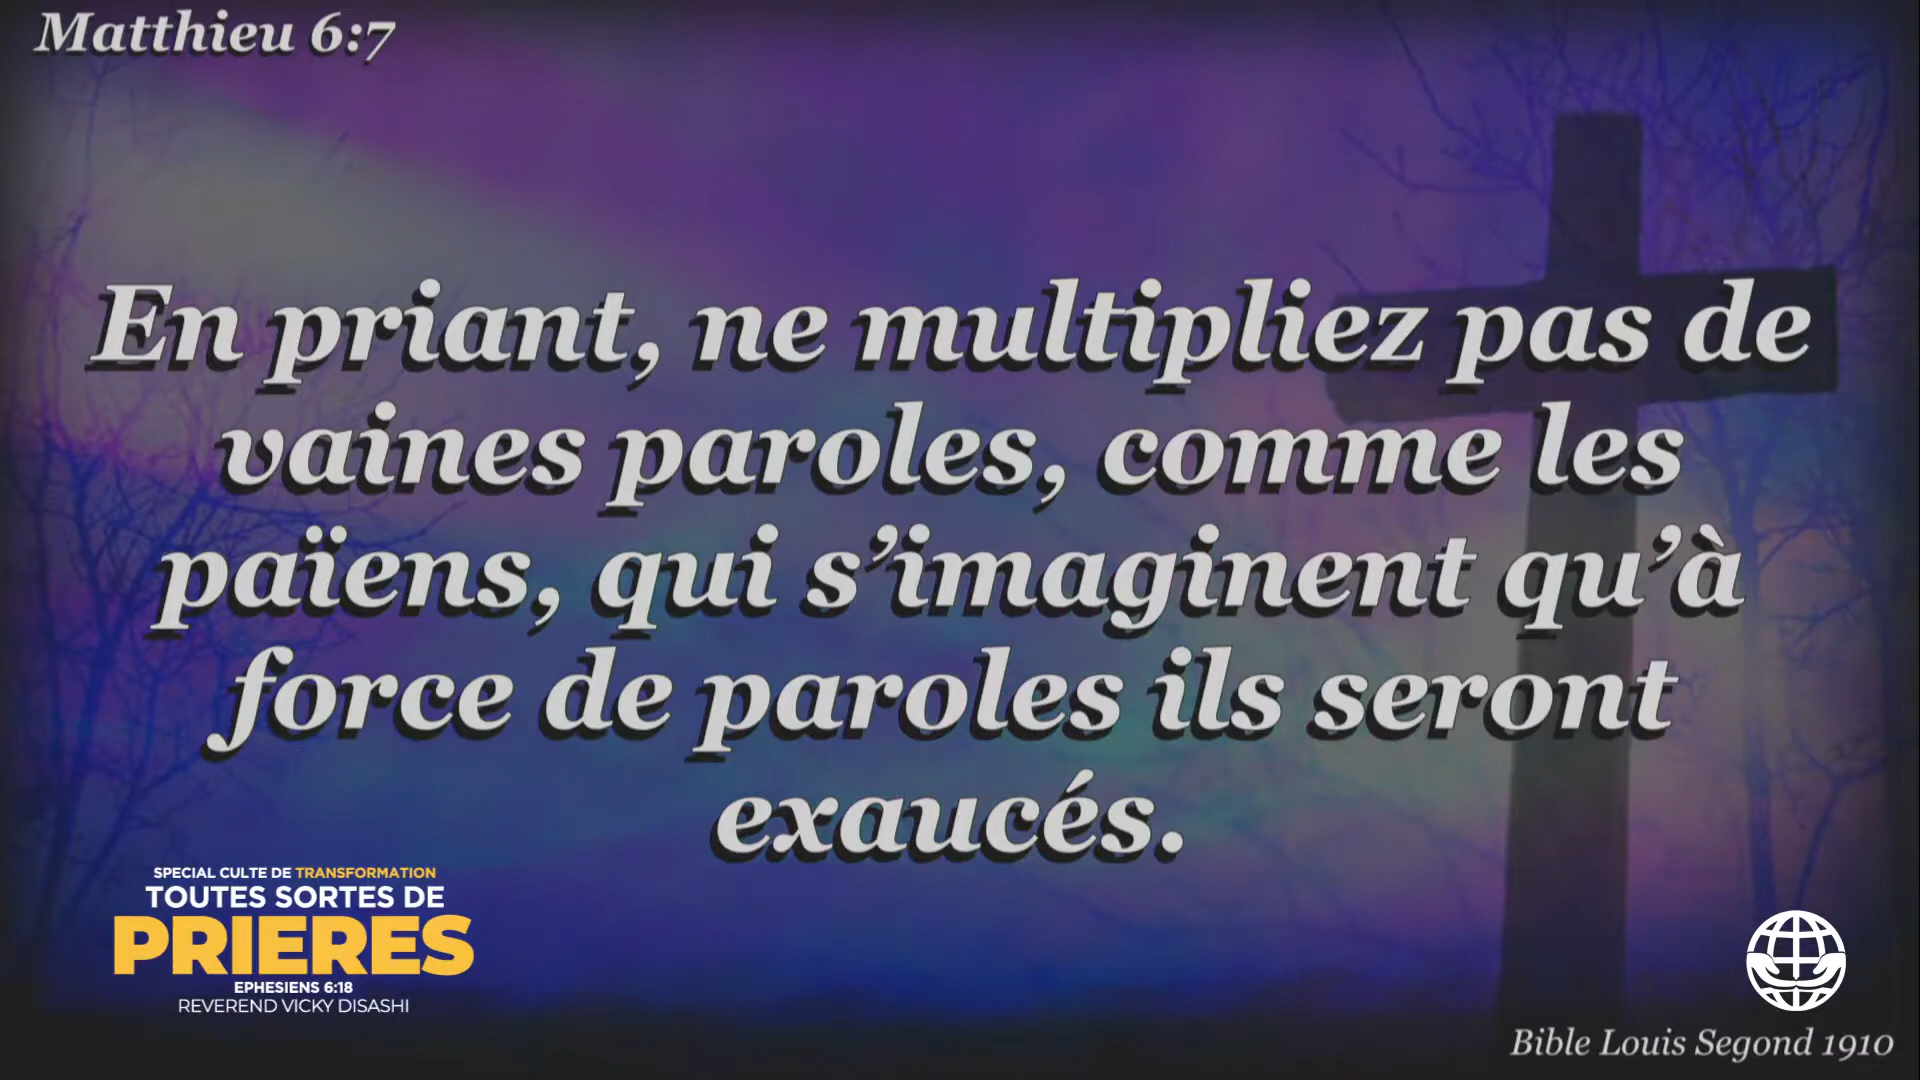 Matthieu 6:7
En priant, ne multipliez pas de
vaines paroles, comme les
païens, qui s’imaginent qu’à
force de paroles ils seront
exaucés.
SPECIAL CULTE DE TRANSFORMATION
TOUTES SORTES DE
PRIERES
EPHESIENS 6:18
REVEREND VICKY DISASHI
Bible Louis Segond 1910